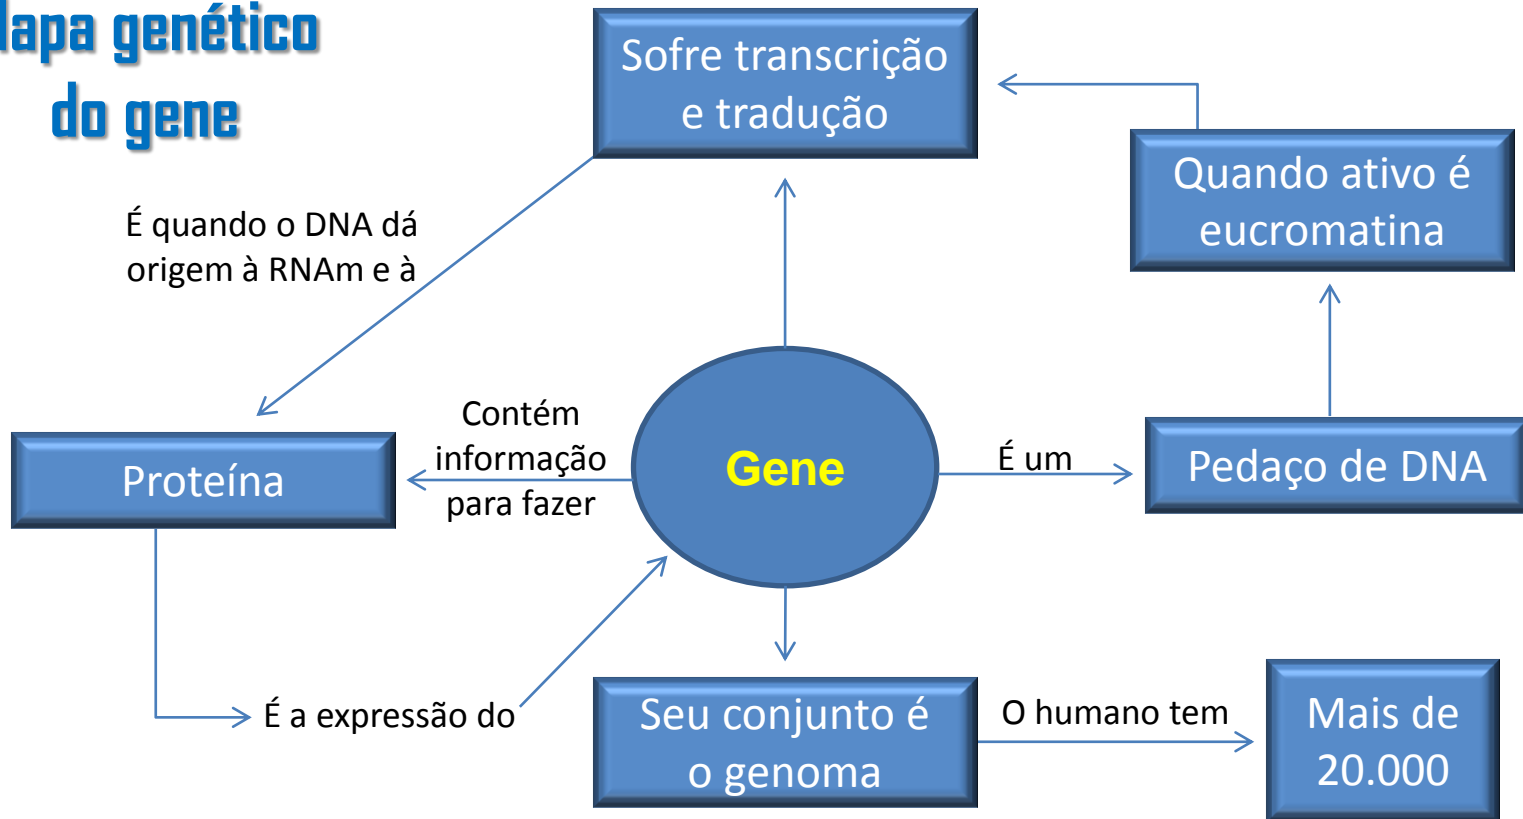 lapa genético
do gene
Sofre transcrição
e tradução
Quando ativo é
eucromatina
É quando o DNA dá
origem à RNAm e à
Contém
informação
para fazer
Proteína
Gene
É um
Pedaço de DNA
É a expressão do
Seu conjunto é
o genoma
O humano tem
Mais de
20.000